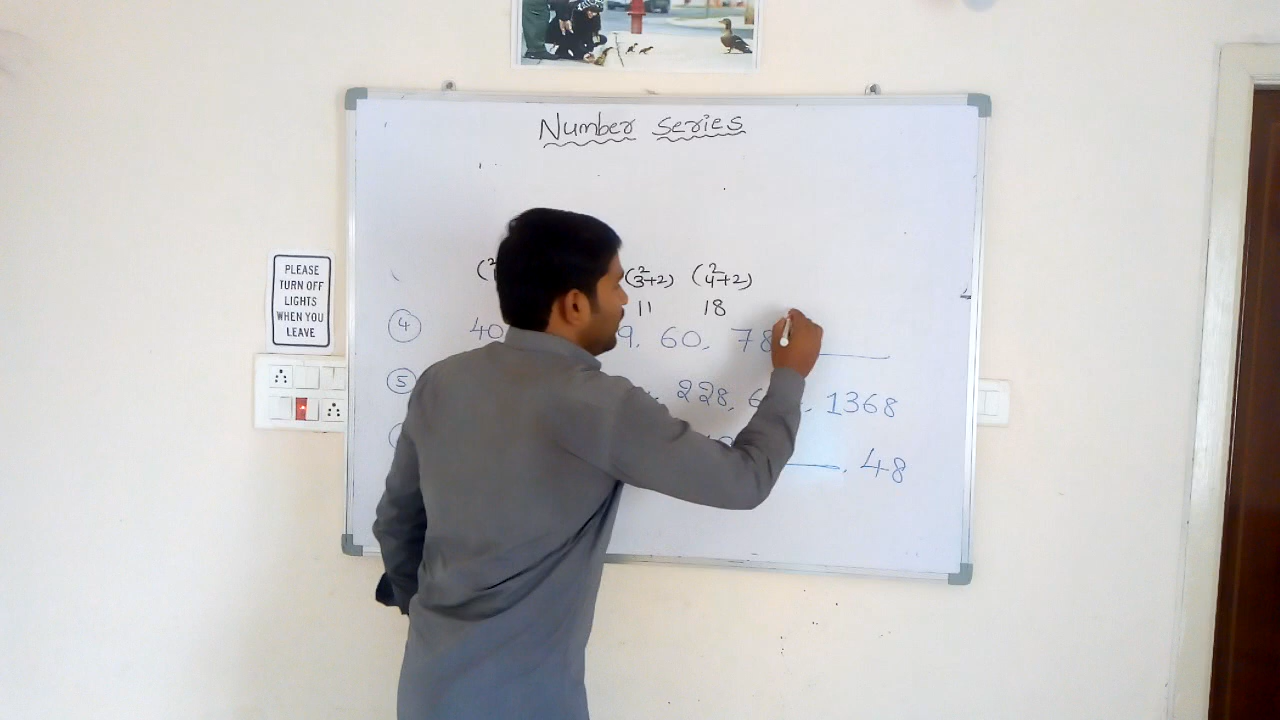 Number series
(3²+2) (4²+2)
11 18
PLEASE
TURN OFF
LIGHTS
WHEN YOU
LEAVE
4 40 9, 60, 78
5 228, 1368
48